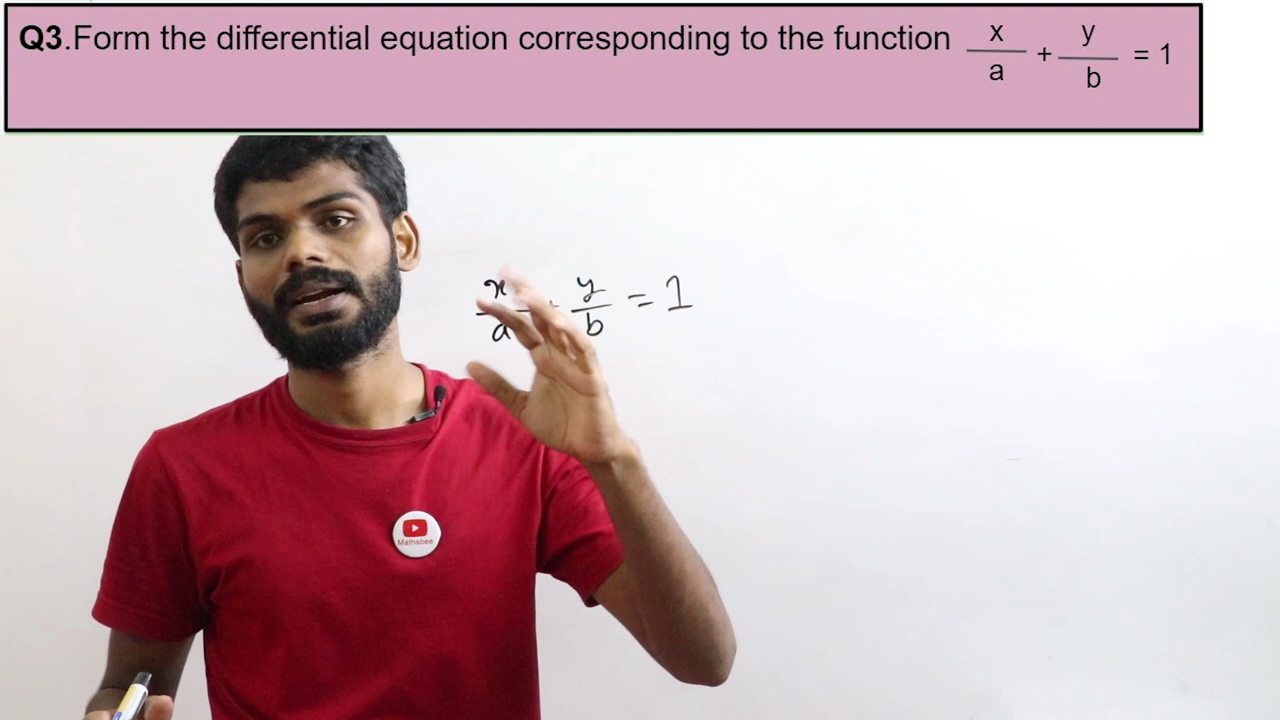 Q3.Form the differential equation corresponding to the function x/a + y/b = 1
x/a + y/b = 1
Mathsbee